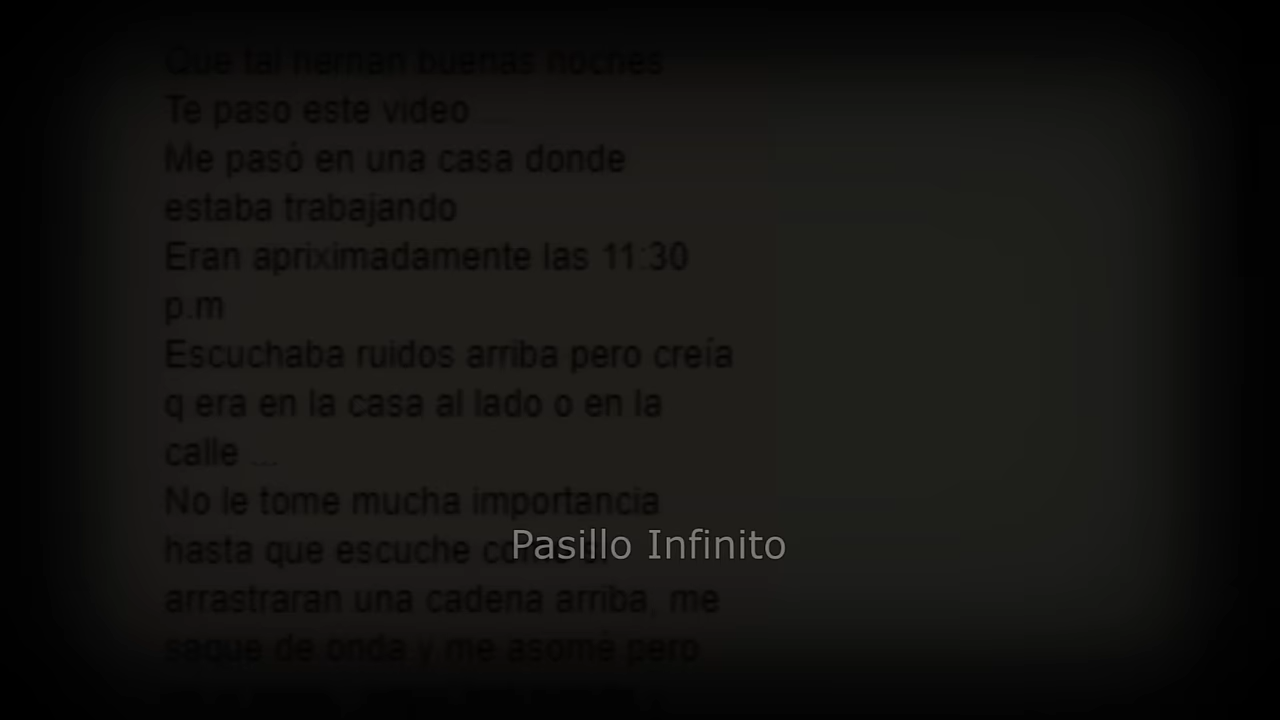 Que tal hernan buenas noches
Te paso este video
Me pasó en una casa donde
estaba trabajando
Eran apriximadamente las 11:30
p.m
Escuchaba ruidos arriba pero creía
q era en la casa al lado o en la
calle ...
No le tome mucha importancia
Pasillo Infinito
hasta que escuche como si
arrastraran una cadena arriba, me
saque de onda y me asomé pero